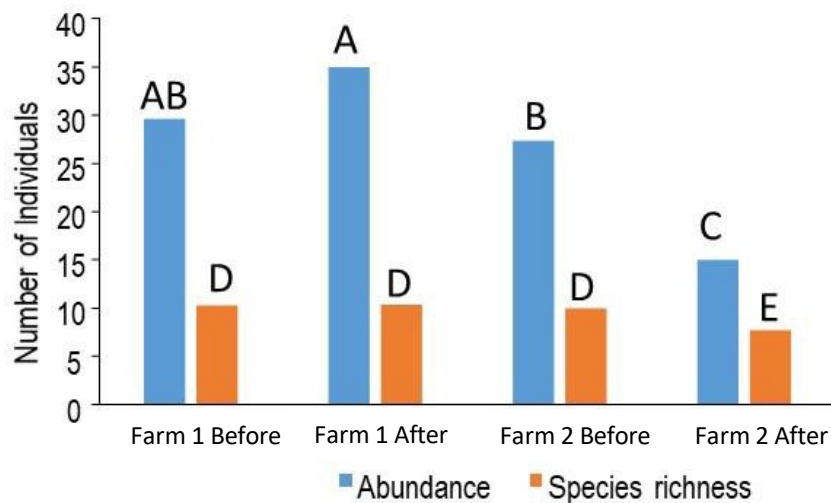 Number of Individuals
40
35
30
25
20
15
10
5
0
AB
D
A
D
B
D
C
E
Farm 1 Before
Farm 1 After
Farm 2 Before
Farm 2 After
Abundance
Species richness